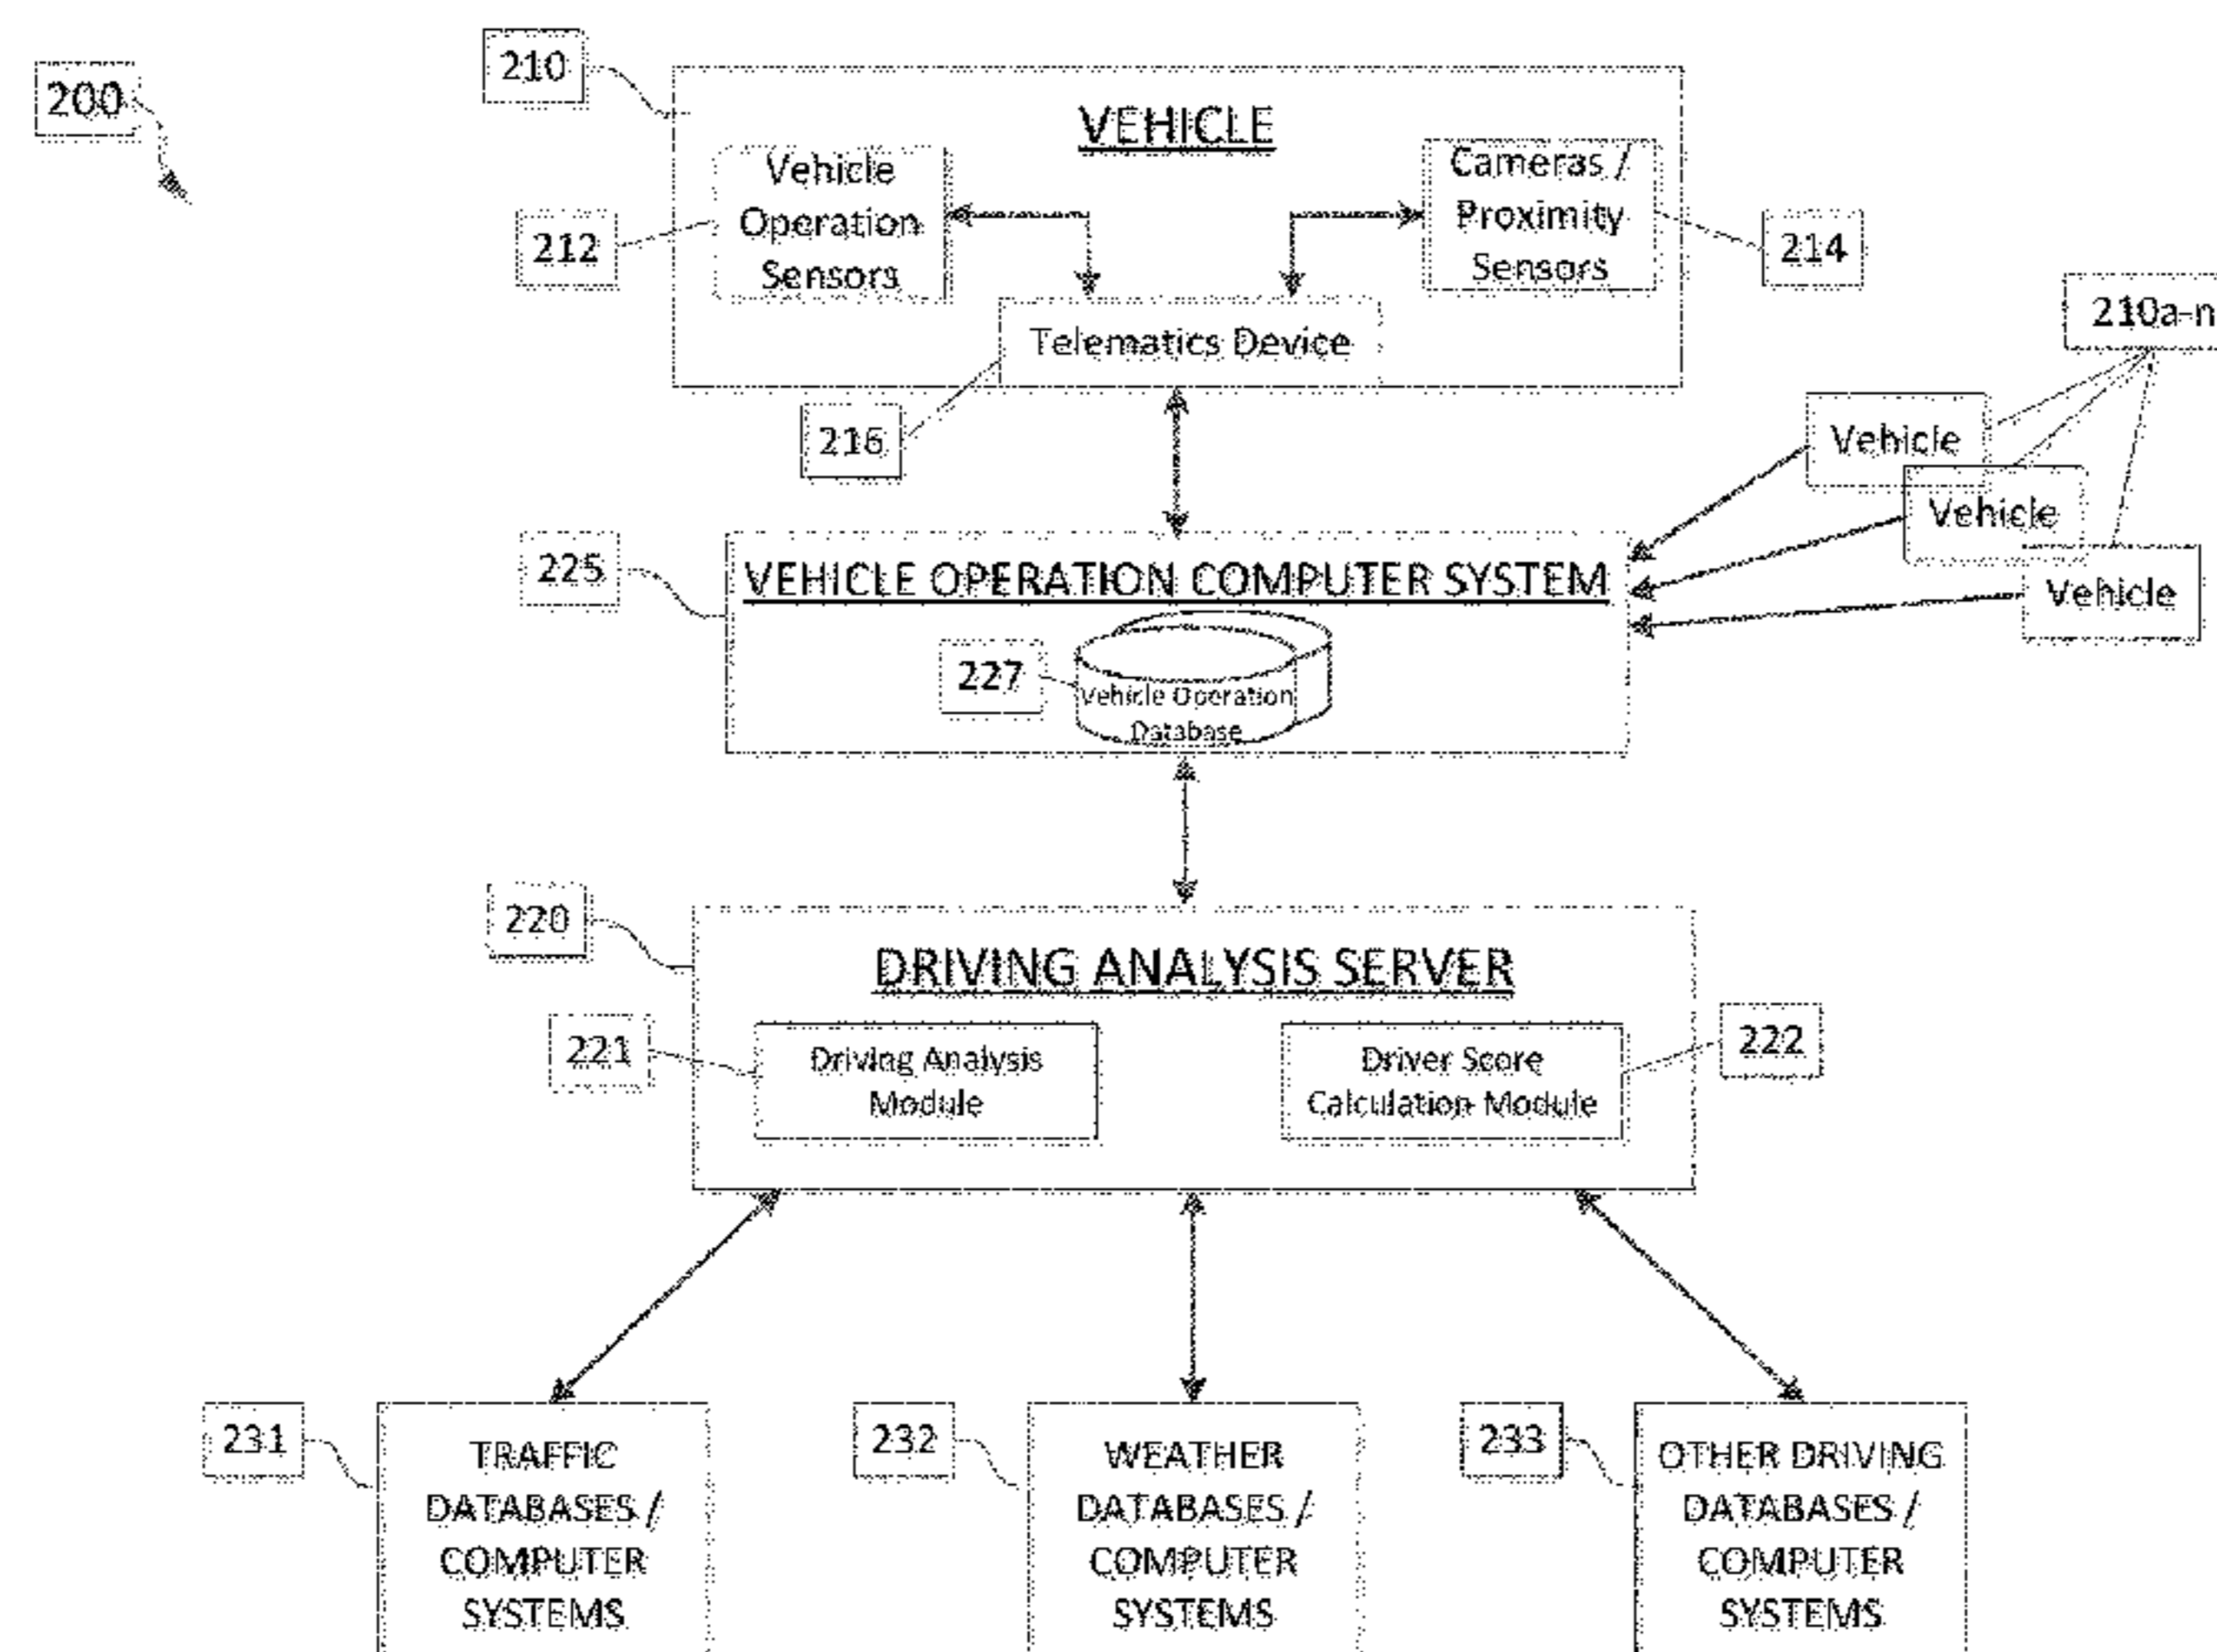 200
210
VEHICLE
Vehicle
Operation
Sensors
Cameras /
Proximity
Sensors
212
214
Telematics Device
216
210a-n
Vehicle
Vehicle
Vehicle
225
VEHICLE OPERATION COMPUTER SYSTEM
227
Vehicle Operation
Database
220
DRIVING ANALYSIS SERVER
221
Driving Analysis
Module
Driver Score
Calculation Module
222
231
TRAFFIC
DATABASES /
COMPUTER
SYSTEMS
232
WEATHER
DATABASES /
COMPUTER
SYSTEMS
233
OTHER DRIVING
DATABASES /
COMPUTER
SYSTEMS